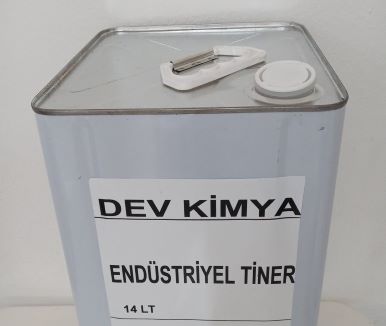 DEV KİMYA
ENDÜSTRİYEL TİNER
14 LT